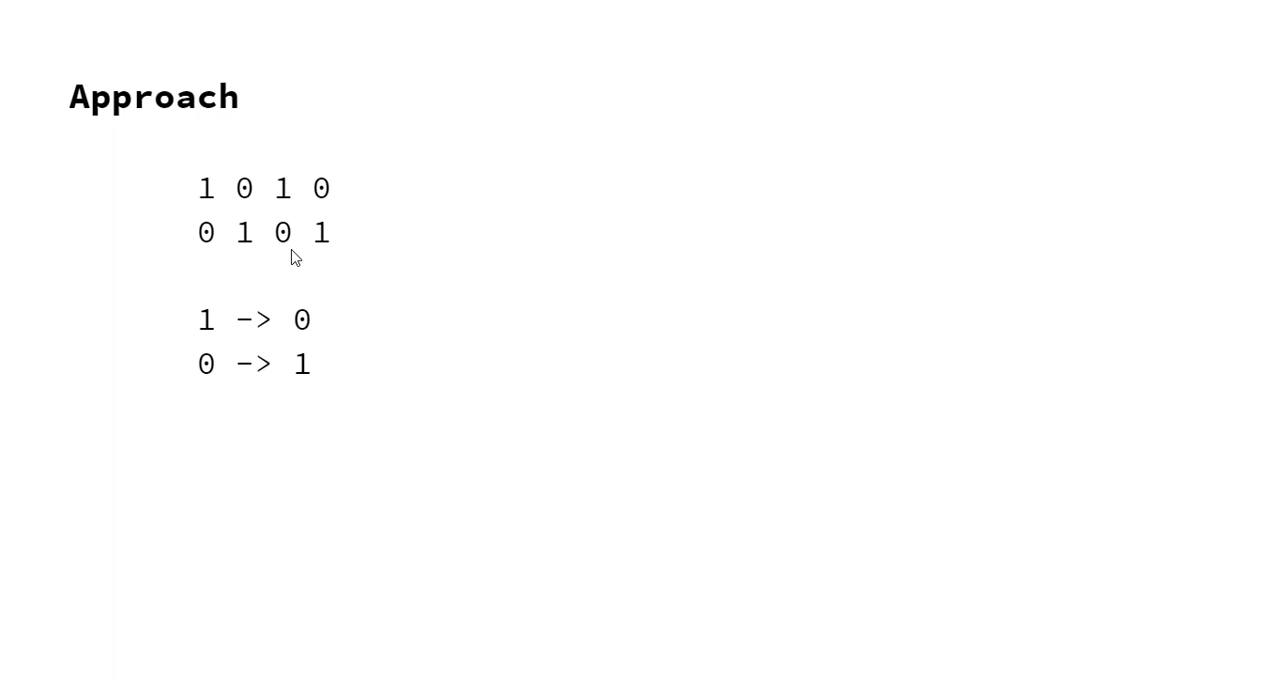 Approach
1 0 1 0
0 1 0 1
1 -> 0
0 -> 1